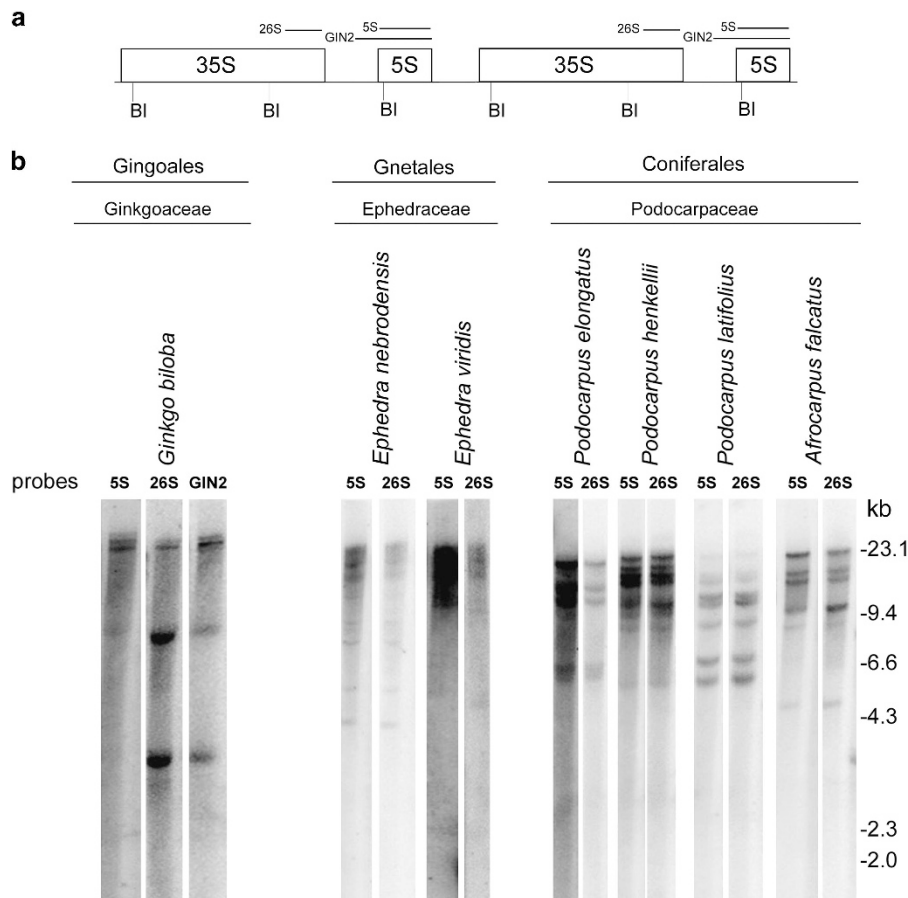 a
26S 5S 26S 5S
GIN2 GIN2
35S 5S 35S 5S
BI BI BI BI BI BI
b
Gingoales Gnetales Coniferales
Ginkgoaceae Ephedraceae Podocarpaceae
Ginkgo biloba Ephedra nebrodensis Ephedra viridis Podocarpus elongatus Podocarpus henkellii Podocarpus latifolius Afrocarpus falcatus
probes 5S 26S GIN2 5S 26S 5S 26S 5S 26S 5S 26S 5S 26S 5S 26S
kb
-23.1
-9.4
-6.6
-4.3
-2.3
-2.0